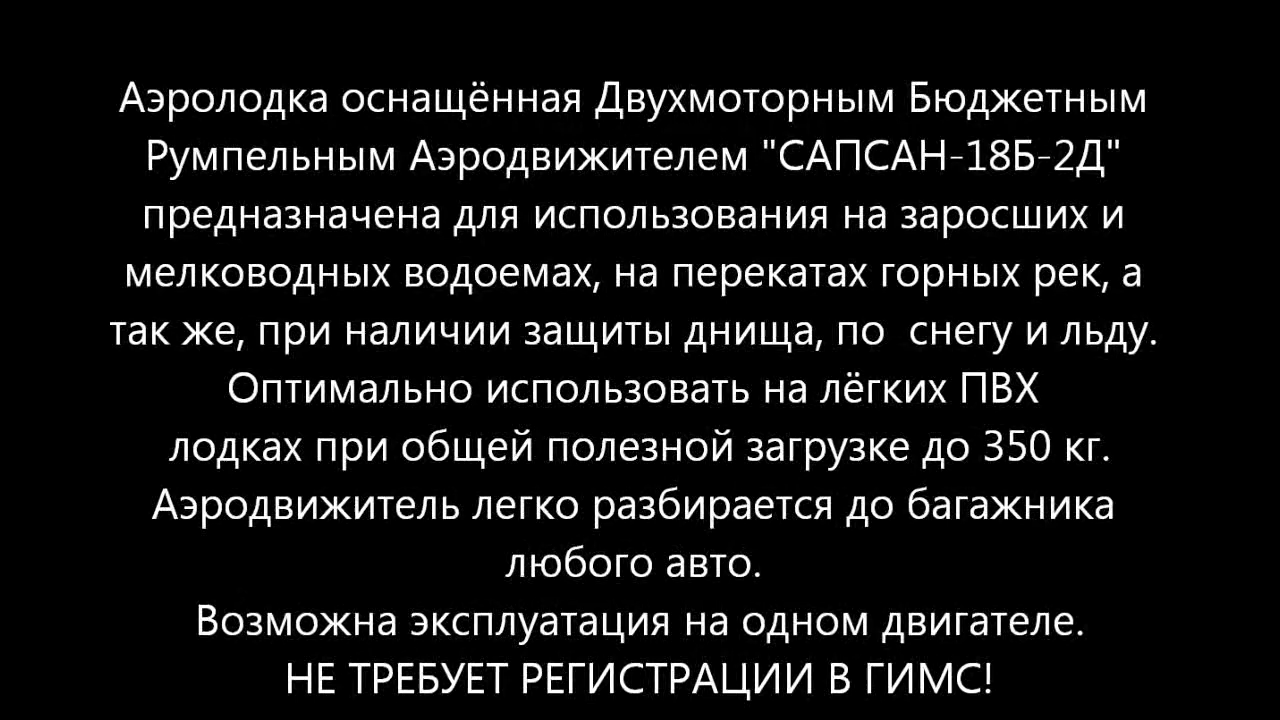 Аэролодка оснащённая Двухмоторным Бюджетным
Румпельным Аэродвижителем "САПСАН-18Б-2Д"
предназначена для использования на заросших и
мелководных водоемах, на перекатах горных рек, а
так же, при наличии защиты днища, по  снегу и льду.
Оптимально использовать на лёгких ПВХ
лодках при общей полезной загрузке до 350 кг.
Аэродвижитель легко разбирается до багажника
любого авто.
Возможна эксплуатация на одном двигателе.
НЕ ТРЕБУЕТ РЕГИСТРАЦИИ В ГИМС!